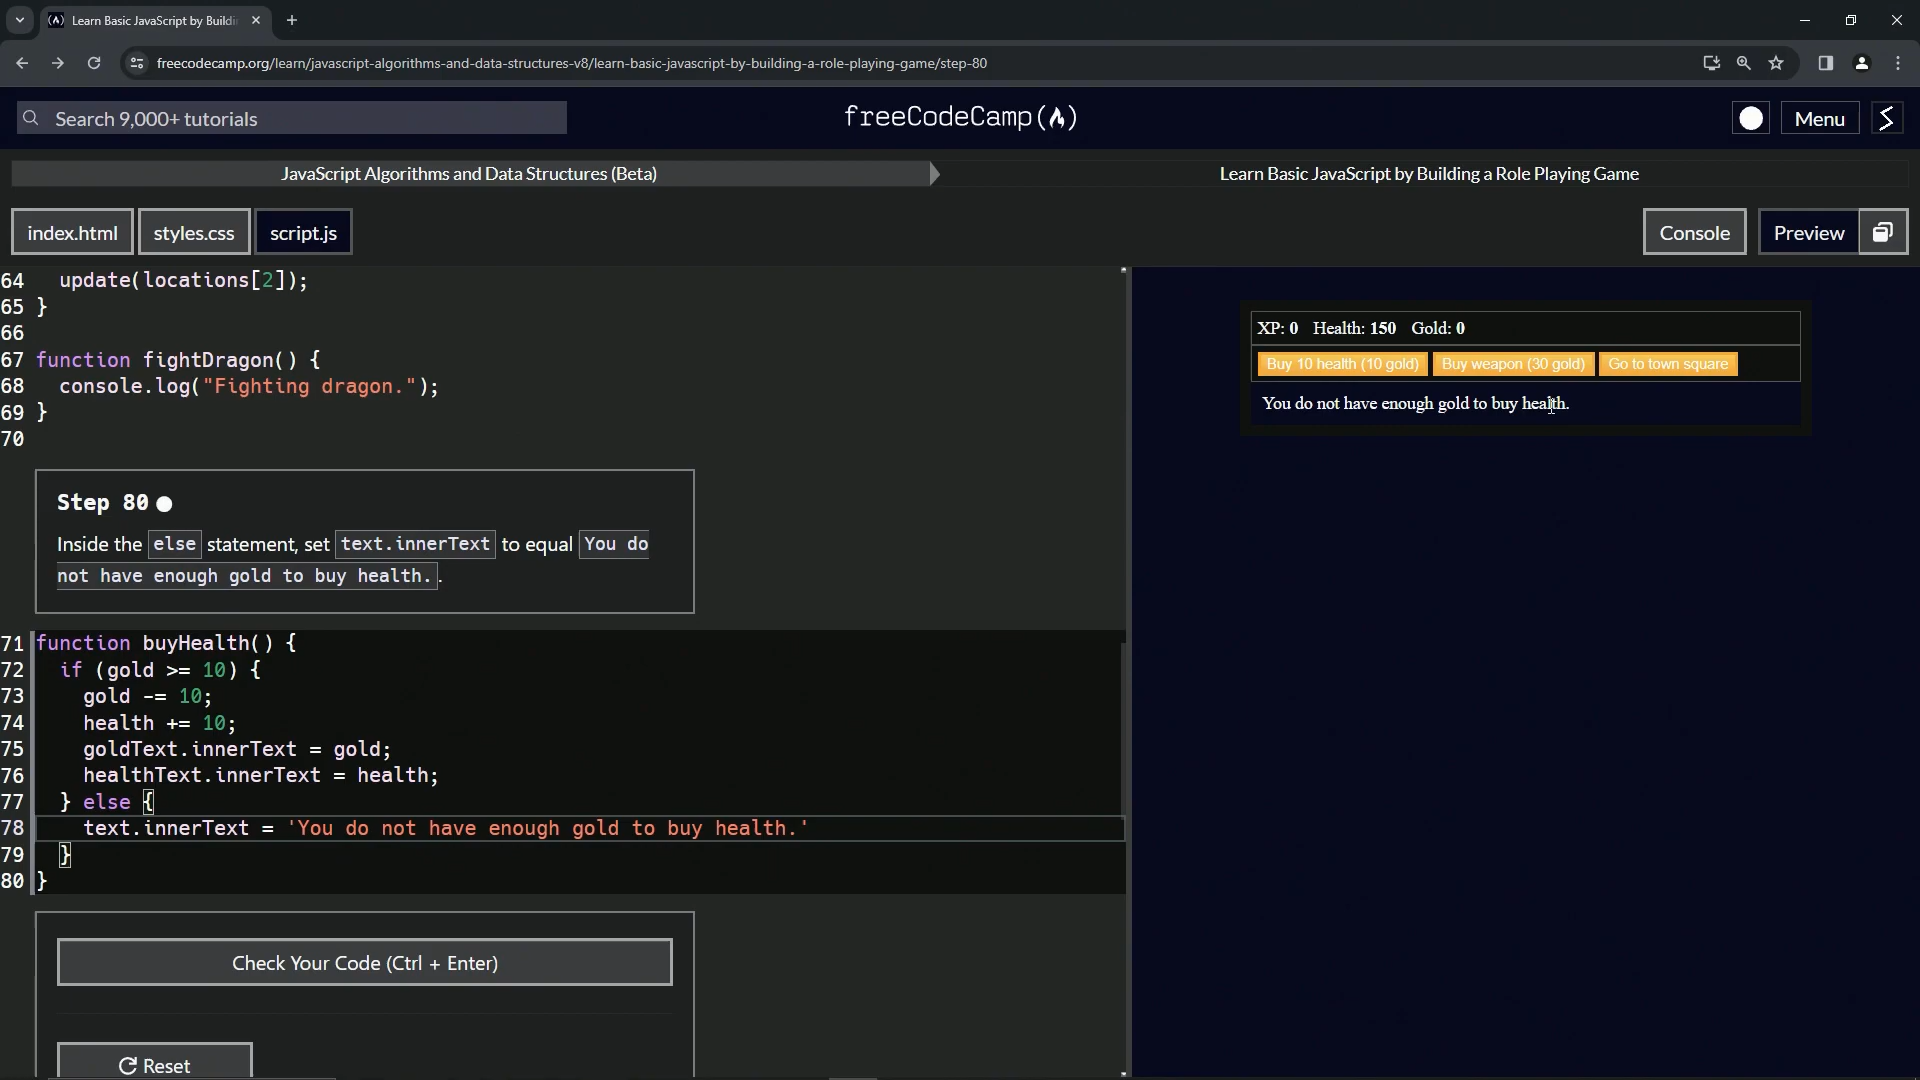 Learn Basic JavaScript by Buildi
freecodecamp.org/learn/javascript-algorithms-and-data-structures-v8/learn-basic-javascript-by-building-a-role-playing-game/step-80
Search 9,000+ tutorials
freeCodeCamp
Menu
JavaScript Algorithms and Data Structures (Beta)
Learn Basic JavaScript by Building a Role Playing Game
index.html
styles.css
script.js
Console
Preview
64 update(locations[2]);
65 }
66
67 function fightDragon() {
68 console.log("Fighting dragon.");
69 }
70
Step 80
Inside the else statement, set text.innerText to equal You do
not have enough gold to buy health..
71 function buyHealth() {
72 if (gold >= 10) {
73 gold -= 10;
74 health += 10;
75 goldText.innerText = gold;
76 healthText.innerText = health;
77 } else {
78 text.innerText = 'You do not have enough gold to buy health.'
79 }
80 }
Check Your Code (Ctrl + Enter)
Reset
XP: 0 Health: 150 Gold: 0
Buy 10 health (10 gold)
Buy weapon (30 gold)
Go to town square
You do not have enough gold to buy health.